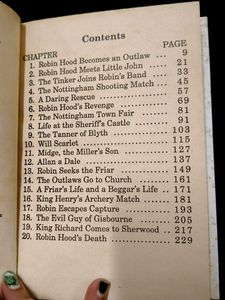 Contents
CHAPTER PAGE
1. Robin Hood Becomes an Outlaw • 9
2. Robin Hood Meets Little John • 21
3. The Tinker Joins Robin's Band • 33
4. The Nottingham Shooting Match • 45
5. A Daring Rescue • 57
6. Robin Hood's Revenge • 69
7. The Nottingham Town Fair • 81
8. Life at the Sheriff's Castle • 91
9. The Tanner of Blyth • 103
10. Will Scarlet • 115
11. Midge, the Miller's Son • 127
12. Allan a Dale • 137
13. Robin Seeks the Friar • 149
14. The Outlaws Go to Church • 161
15. A Friar's Life and a Beggar's Life • 171
16. King Henry's Archery Match • 181
17. Robin Escapes Capture • 193
18. The Evil Guy of Gisbourne • 205
19. King Richard Comes to Sherwood • 217
20. Robin Hood's Death • 229